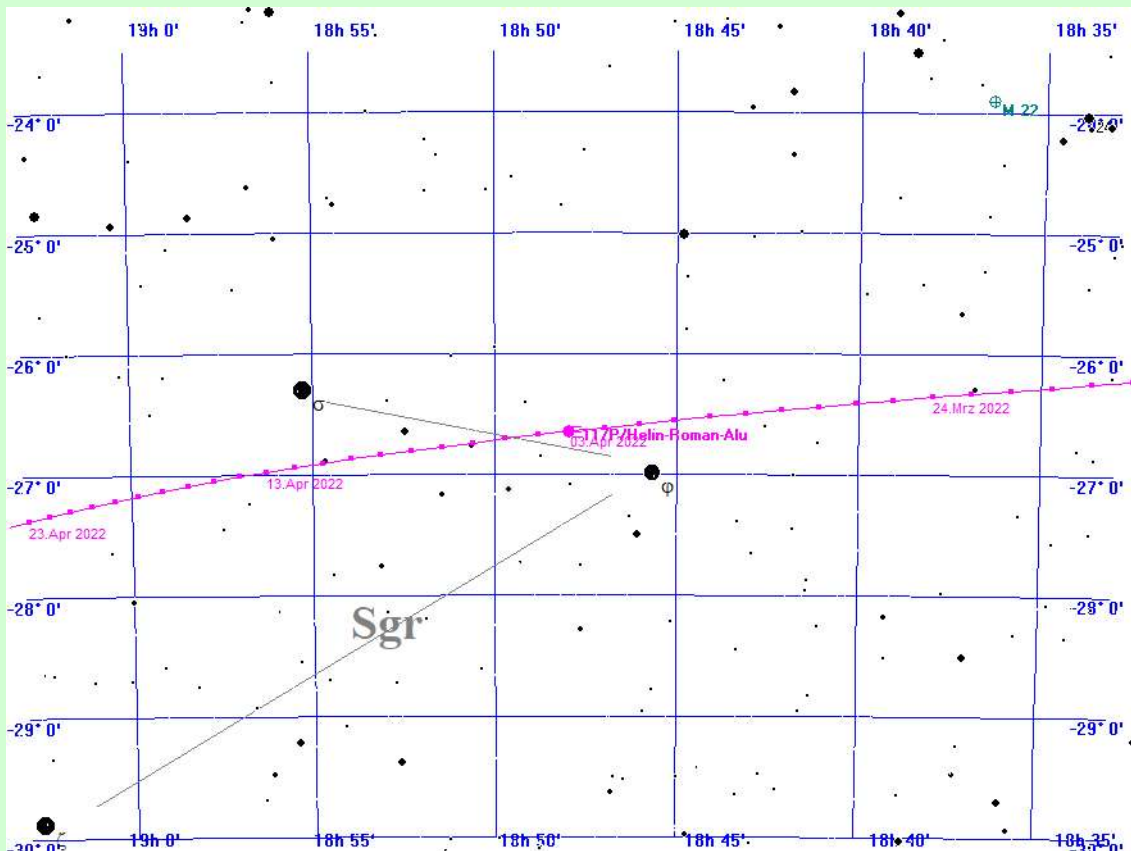 19h 0' 18h 55' 18h 50' 18h 45' 18h 40' 18h 35'
M 22
-24° 0'
-25° 0' -25° 0'
-26° 0' -26° 0'
24.Mrz 2022
σ
117P/Helin-Roman-Alu
03.Apr 2022
-27° 0' -27° 0'
13.Apr 2022
φ
23.Apr 2022
-28° 0' -28° 0'
Sgr
-29° 0' -29° 0'
19h 0' 18h 55' 18h 50' 18h 45' 18h 40' 18h 35'
-30° 0'